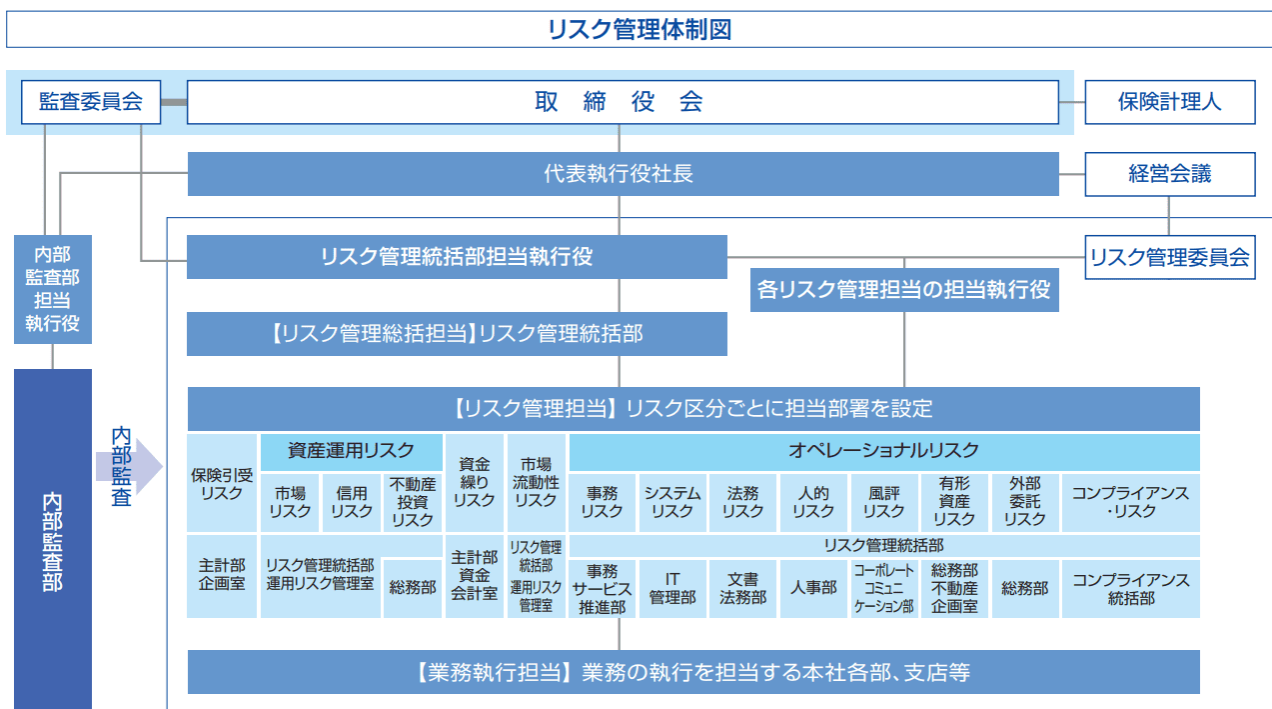 リスク管理体制図
監査委員会
取締役会
保険計理人
代表執行役社長
経営会議
内部
監査部
担当
執行役
リスク管理統括部担当執行役
リスク管理委員会
各リスク管理担当の担当執行役
【リスク管理総括担当】リスク管理統括部
内部監査部
内部監査
【リスク管理担当】リスク区分ごとに担当部署を設定
保険引受
リスク
資産運用リスク
市場
リスク
信用
リスク
不動産
投資
リスク
資金
繰り
リスク
市場
流動性
リスク
オペレーショナルリスク
事務
リスク
システム
リスク
法務
リスク
人的
リスク
風評
リスク
有形
資産
リスク
外部
委託
リスク
コンプライアンス
・リスク
主計部
企画室
リスク管理統括部
運用リスク管理室
総務部
主計部
資金
会計室
リスク管理
統括部
運用リスク
管理室
リスク管理統括部
事務
サービス
推進部
IT
管理部
文書
法務部
人事部
コーポレート
コミュニ
ケーション部
総務部
不動産
企画室
総務部
コンプライアンス
統括部
【業務執行担当】業務の執行を担当する本社各部、支店等